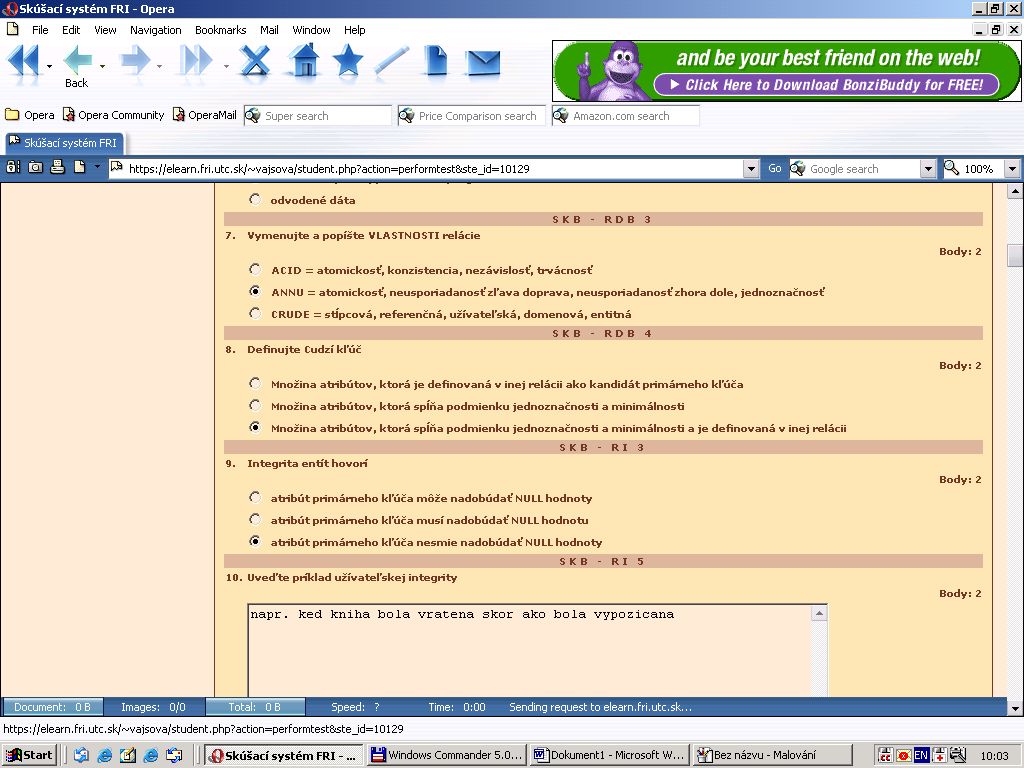 Skúšací systém FRI - Opera
File Edit View Navigation Bookmarks Mail Window Help
and be your best friend on the web!
Click Here to Download BonziBuddy for FREE!
Back
Opera Opera Community OperaMail Super search Price Comparison search Amazon.com search
Skúšací systém FRI
https://elearn.fri.utc.sk/~vajsova/student.php?action=performtest&ste_id=10129 Go Google search 100%
odvodené dáta
SKB - RDB 3
7. Vymenujte a popíšte VLASTNOSTI relácie
Body: 2
ACID = atomickosť, konzistencia, nezávislosť, trvácnosť
ANNU = atomickosť, neusporiadanosť zľava doprava, neusporiadanosť zhora dole, jednoznačnosť
CRUDE = stĺpcová, referenčná, užívateľská, domenová, entitná
SKB - RDB 4
8. Definujte Cudzí kľúč
Body: 2
Množina atribútov, ktorá je definovaná v inej relácii ako kandidát primárneho kľúča
Množina atribútov, ktorá spĺňa podmienku jednoznačnosti a minimálnosti
Množina atribútov, ktorá spĺňa podmienku jednoznačnosti a minimálnosti a je definovaná v inej relácii
SKB - RI 3
9. Integrita entít hovorí
Body: 2
atribút primárneho kľúča môže nadobúdať NULL hodnoty
atribút primárneho kľúča musí nadobúdať NULL hodnotu
atribút primárneho kľúča nesmie nadobúdať NULL hodnoty
SKB - RI 5
10. Uveďte príklad užívateľskej integrity
Body: 2
napr. ked kniha bola vratena skor ako bola vypozicana
Document: 0 B Images: 0/0 Total: 0 B Speed: ? Time: 0:00 Sending request to elearn.fri.utc.sk...
https://elearn.fri.utc.sk/~vajsova/student.php?action=performtest&ste_id=10129
Start Skúšací systém FRI - ... Windows Commander 5.0... Dokument1 - Microsoft W... Bez názvu - Malování EN 10:03